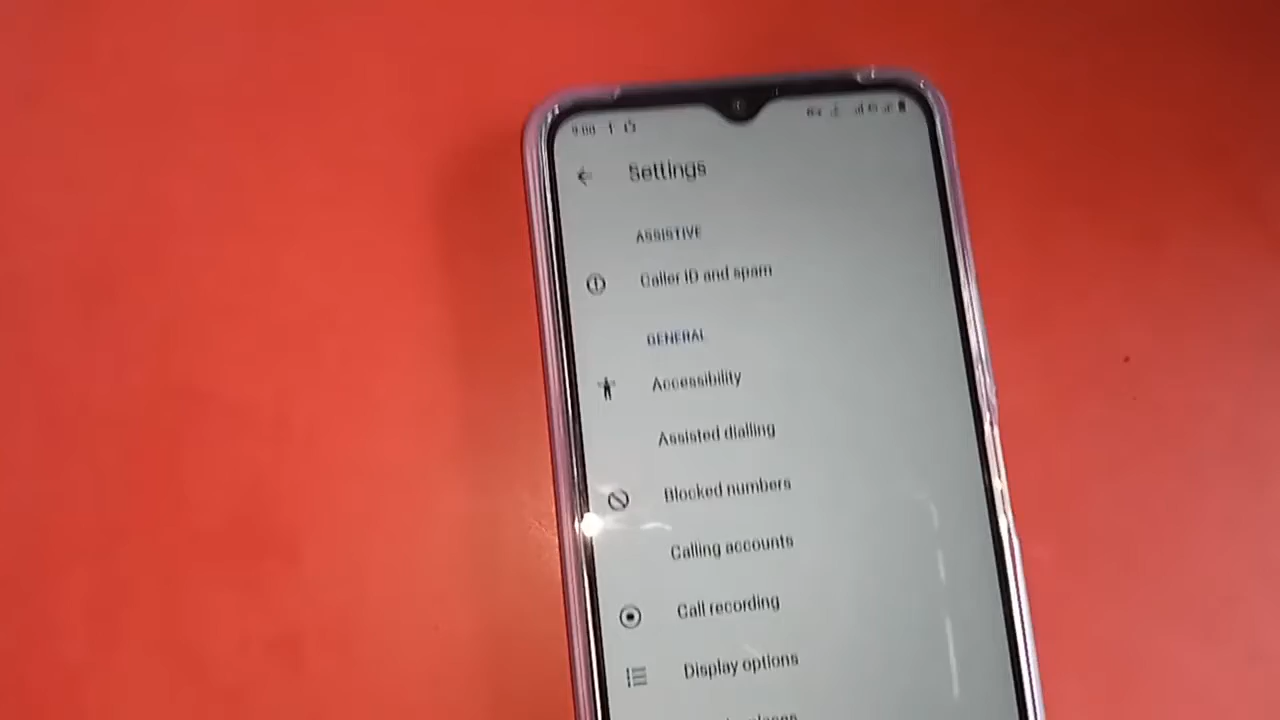 Settings
ASSISTIVE
Caller ID and spam
GENERAL
Accessibility
Assisted dialling
Blocked numbers
Calling accounts
Call recording
Display options